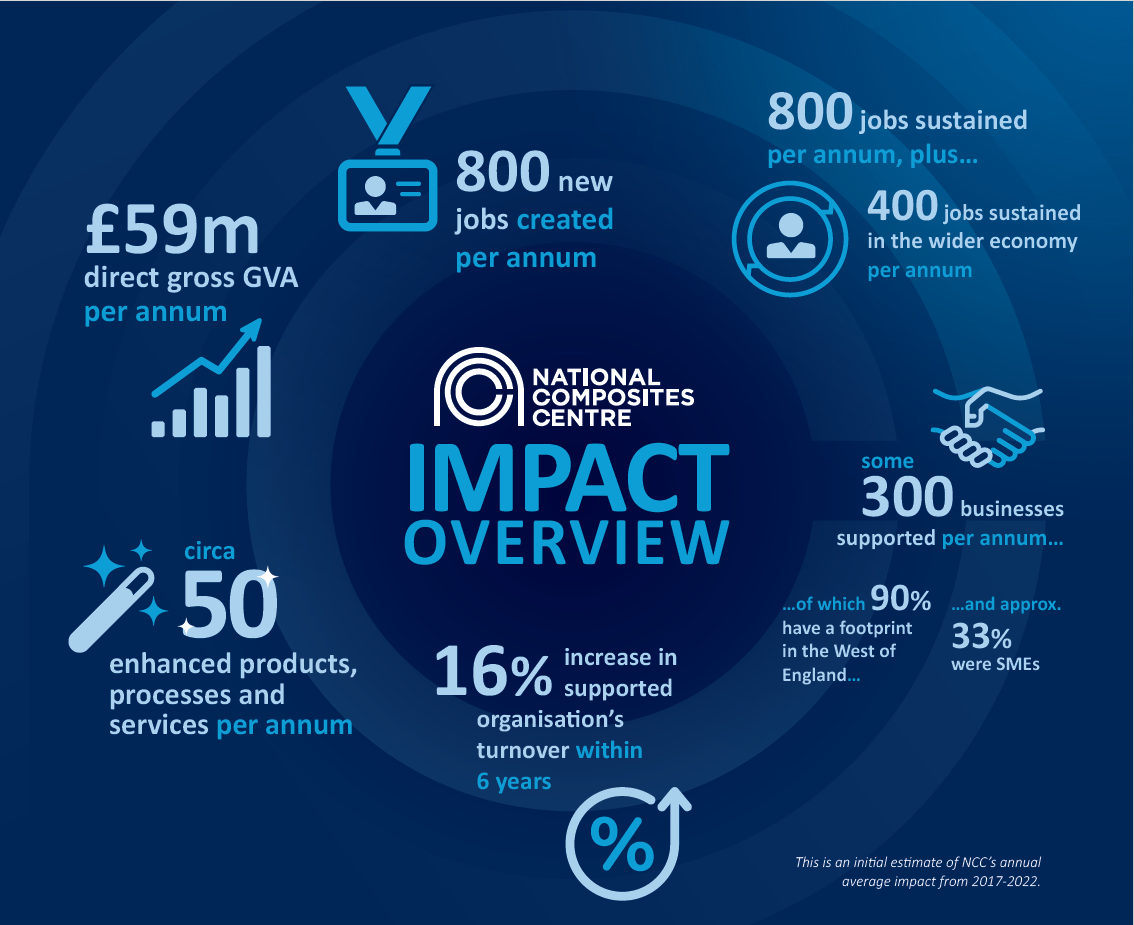 £59m
direct gross GVA
per annum
800 new
jobs created
per annum
800 jobs sustained
per annum, plus...
400 jobs sustained
in the wider economy
per annum
NATIONAL
COMPOSITES
CENTRE
IMPACT
OVERVIEW
some
300 businesses
supported per annum...
...of which 90%
have a footprint
in the West of
England...
...and approx.
33%
were SMEs
circa
50
enhanced products,
processes and
services per annum
16% increase in
supported
organisation's
turnover within
6 years
%
This is an initial estimate of NCC's annual
average impact from 2017-2022.